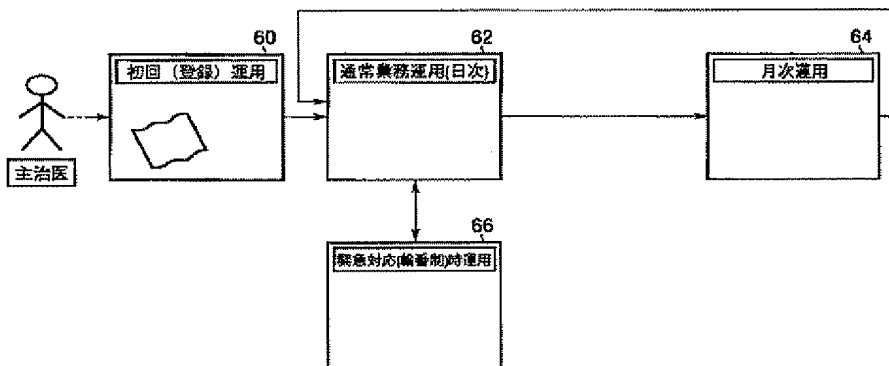 60
初回（登録）運用
主治医
62
通常業務運用(日次)
64
月次運用
66
緊急対応(輪番制)時運用